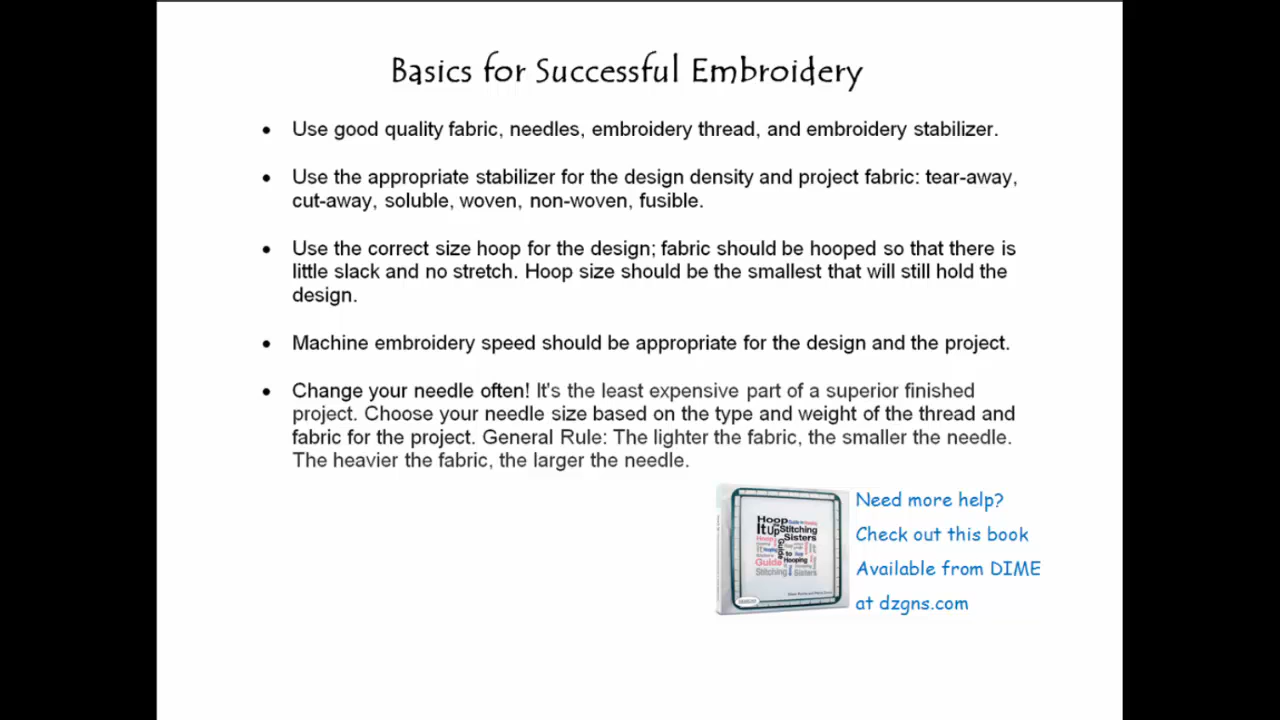 Basics for Successful Embroidery
• Use good quality fabric, needles, embroidery thread, and embroidery stabilizer.
• Use the appropriate stabilizer for the design density and project fabric: tear-away,
cut-away, soluble, woven, non-woven, fusible.
• Use the correct size hoop for the design; fabric should be hooped so that there is
little slack and no stretch. Hoop size should be the smallest that will still hold the
design.
• Machine embroidery speed should be appropriate for the design and the project.
• Change your needle often! It's the least expensive part of a superior finished
project. Choose your needle size based on the type and weight of the thread and
fabric for the project. General Rule: The lighter the fabric, the smaller the needle.
The heavier the fabric, the larger the needle.
Hoop
It Up Stitching
Sisters
Guide to Hooping
Guide
Stitching Sisters
Need more help?
Check out this book
Available from DIME
at dzgns.com